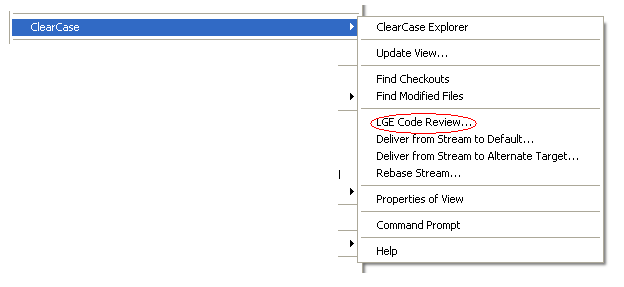 ClearCase
ClearCase Explorer
Update View...
Find Checkouts
Find Modified Files
LGE Code Review...
Deliver from Stream to Default...
Deliver from Stream to Alternate Target...
Rebase Stream...
Properties of View
Command Prompt
Help